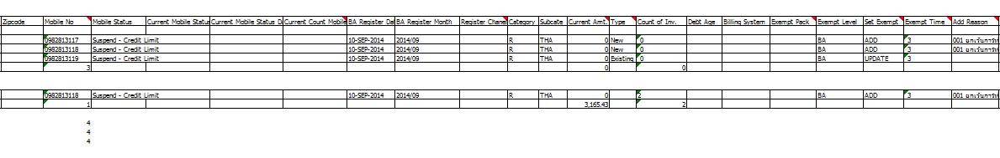 Zipcode Mobile No Mobile Status Current Mobile Statu Current Mobile Status D Current Count Mobile BA Register Da BA Register Month Register Chane Category Subcate Current Amt. Type Count of Inv. Debt Age Billing System Exempt Pack Exempt Level Set Exempt Exempt Time Add Reason
0982813117 Suspend - Credit Limit 10-SEP-2014 2014/09 R THA 0 New 0 BA ADD 3 001 ยกเว้นการท
0982813118 Suspend - Credit Limit 10-SEP-2014 2014/09 R THA 0 New 0 BA ADD 3 001 ยกเว้นการท
0982813119 Suspend - Credit Limit 10-SEP-2014 2014/09 R THA 0 Existing 0 BA UPDATE 3
3 0 0
0982813118 Suspend - Credit Limit 10-SEP-2014 2014/09 R THA 0 2 BA ADD 3 001 ยกเว้นการท
1 3,165.43 2
4
4
4